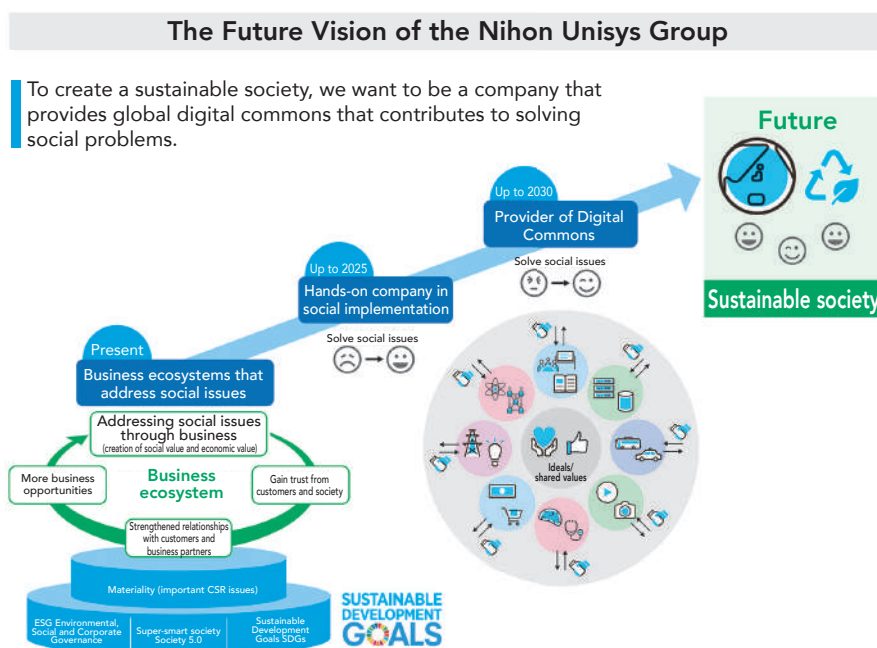 The Future Vision of the Nihon Unisys Group
To create a sustainable society, we want to be a company that
provides global digital commons that contributes to solving
social problems.
Future
Sustainable society
Up to 2030
Provider of Digital
Commons
Solve social issues
Up to 2025
Hands-on company in
social implementation
Solve social issues
Present
Business ecosystems that
address social issues
Addressing social issues
through business
(creation of social value and economic value)
More business
opportunities
Business
ecosystem
Gain trust from
customers and society
Strengthened relationships
with customers and
business partners
Ideals/
shared values
Materiality (important CSR issues)
ESG Environmental,
Social and Corporate
Governance
Super-smart society
Society 5.0
Sustainable
Development
Goals SDGs
SUSTAINABLE
DEVELOPMENT
GOALS